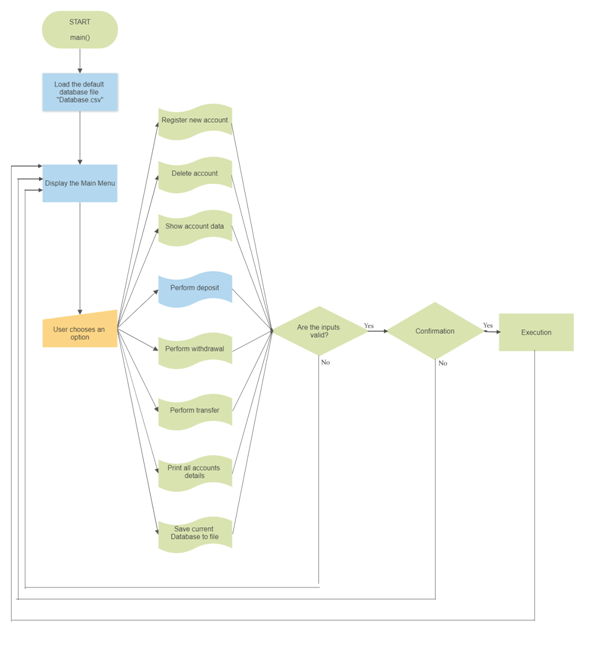 START
main()
Load the default
database file
"Database.csv"
Display the Main Menu
User chooses an
option
Register new account
Delete account
Show account data
Perform deposit
Perform withdrawal
Perform transfer
Print all accounts
details
Save current
Database to file
Are the inputs
valid?
Yes
No
Confirmation
Yes
No
Execution